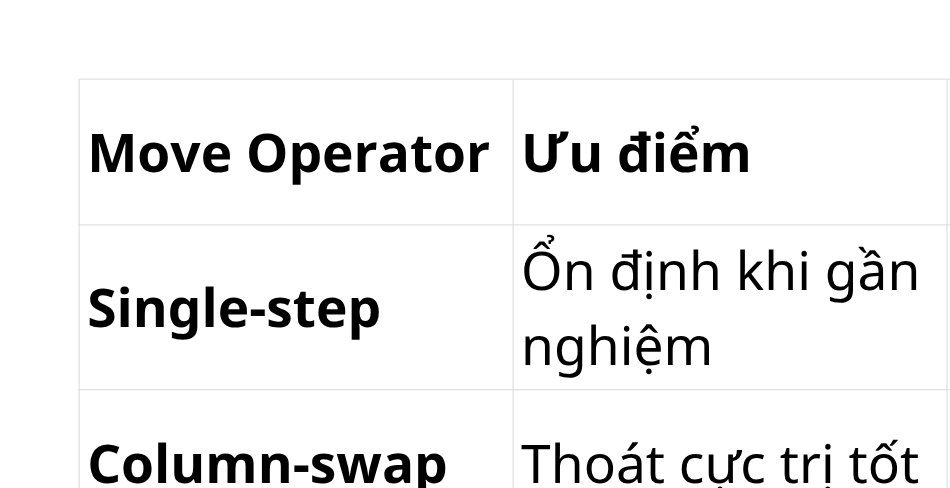 Move Operator Ưu điểm
Single-step Ổn định khi gần
nghiệm
Column-swap Thoát cực trị tốt